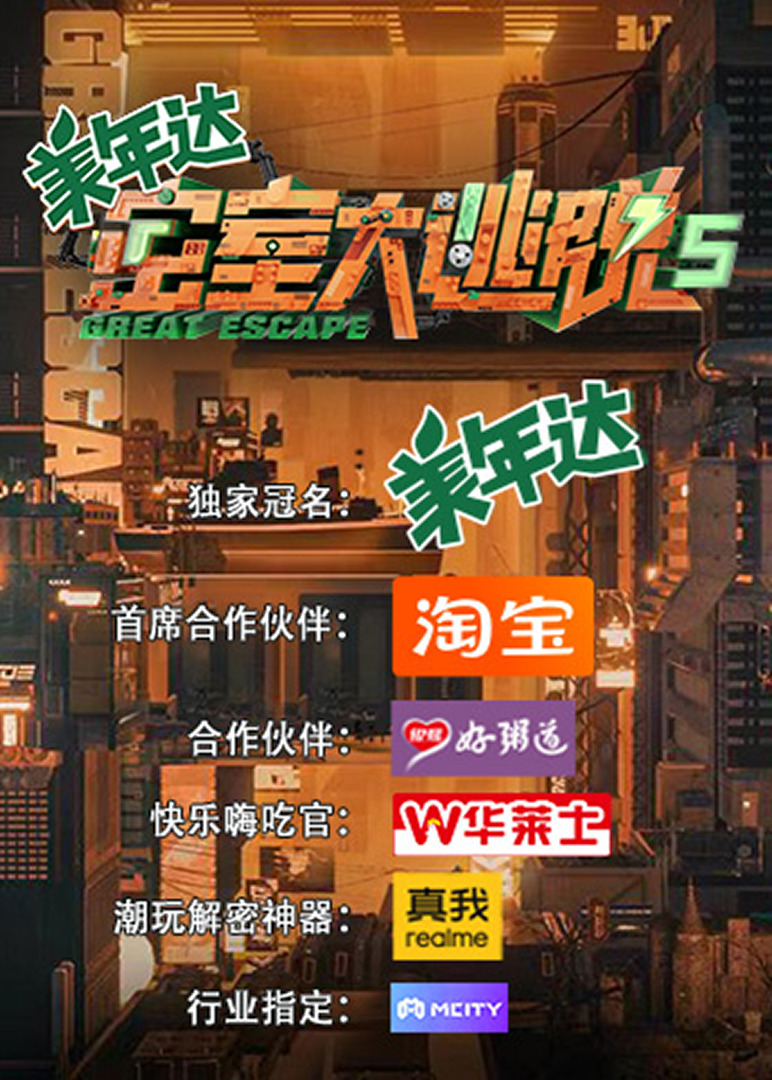 美年达
密室大逃脱5
GREAT ESCAPE
独家冠名：美年达
首席合作伙伴：淘宝
合作伙伴：银鹭 好粥道
快乐嗨吃官：华莱士
潮玩解密神器：真我
realme
行业指定：MCITY